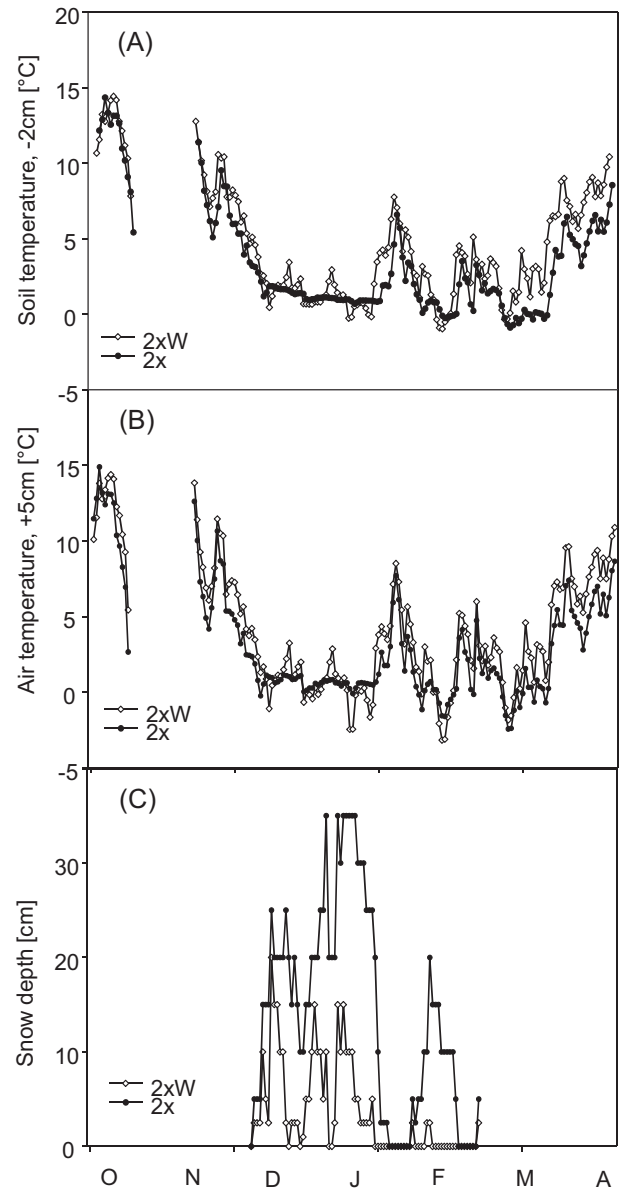 20
(A)
15
10
5
0
Soil temperature, -2cm [°C]
2xW
2x
-5
(B)
15
10
5
0
Air temperature, +5cm [°C]
2xW
2x
-5
(C)
30
20
10
0
Snow depth [cm]
2xW
2x
O N D J F M A